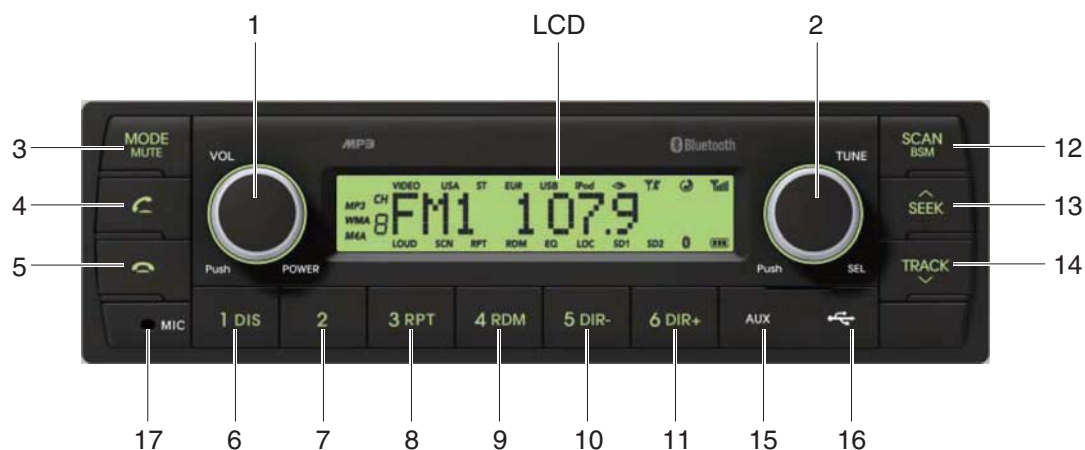 1 LCD 2
3 MODE MUTE VOL MP3 Bluetooth TUNE SCAN BSM 12
VIDEO USA ST EUR USB iPod
4 MP3 CH FM1 107.9 SEEK 13
WMA 8
M4A LOUD SCN RPT RDM EQ LOC SD1 SD2
5 Push POWER Push SEL TRACK 14
MIC 1 DIS 2 3 RPT 4 RDM 5 DIR- 6 DIR+ AUX
17 6 7 8 9 10 11 15 16